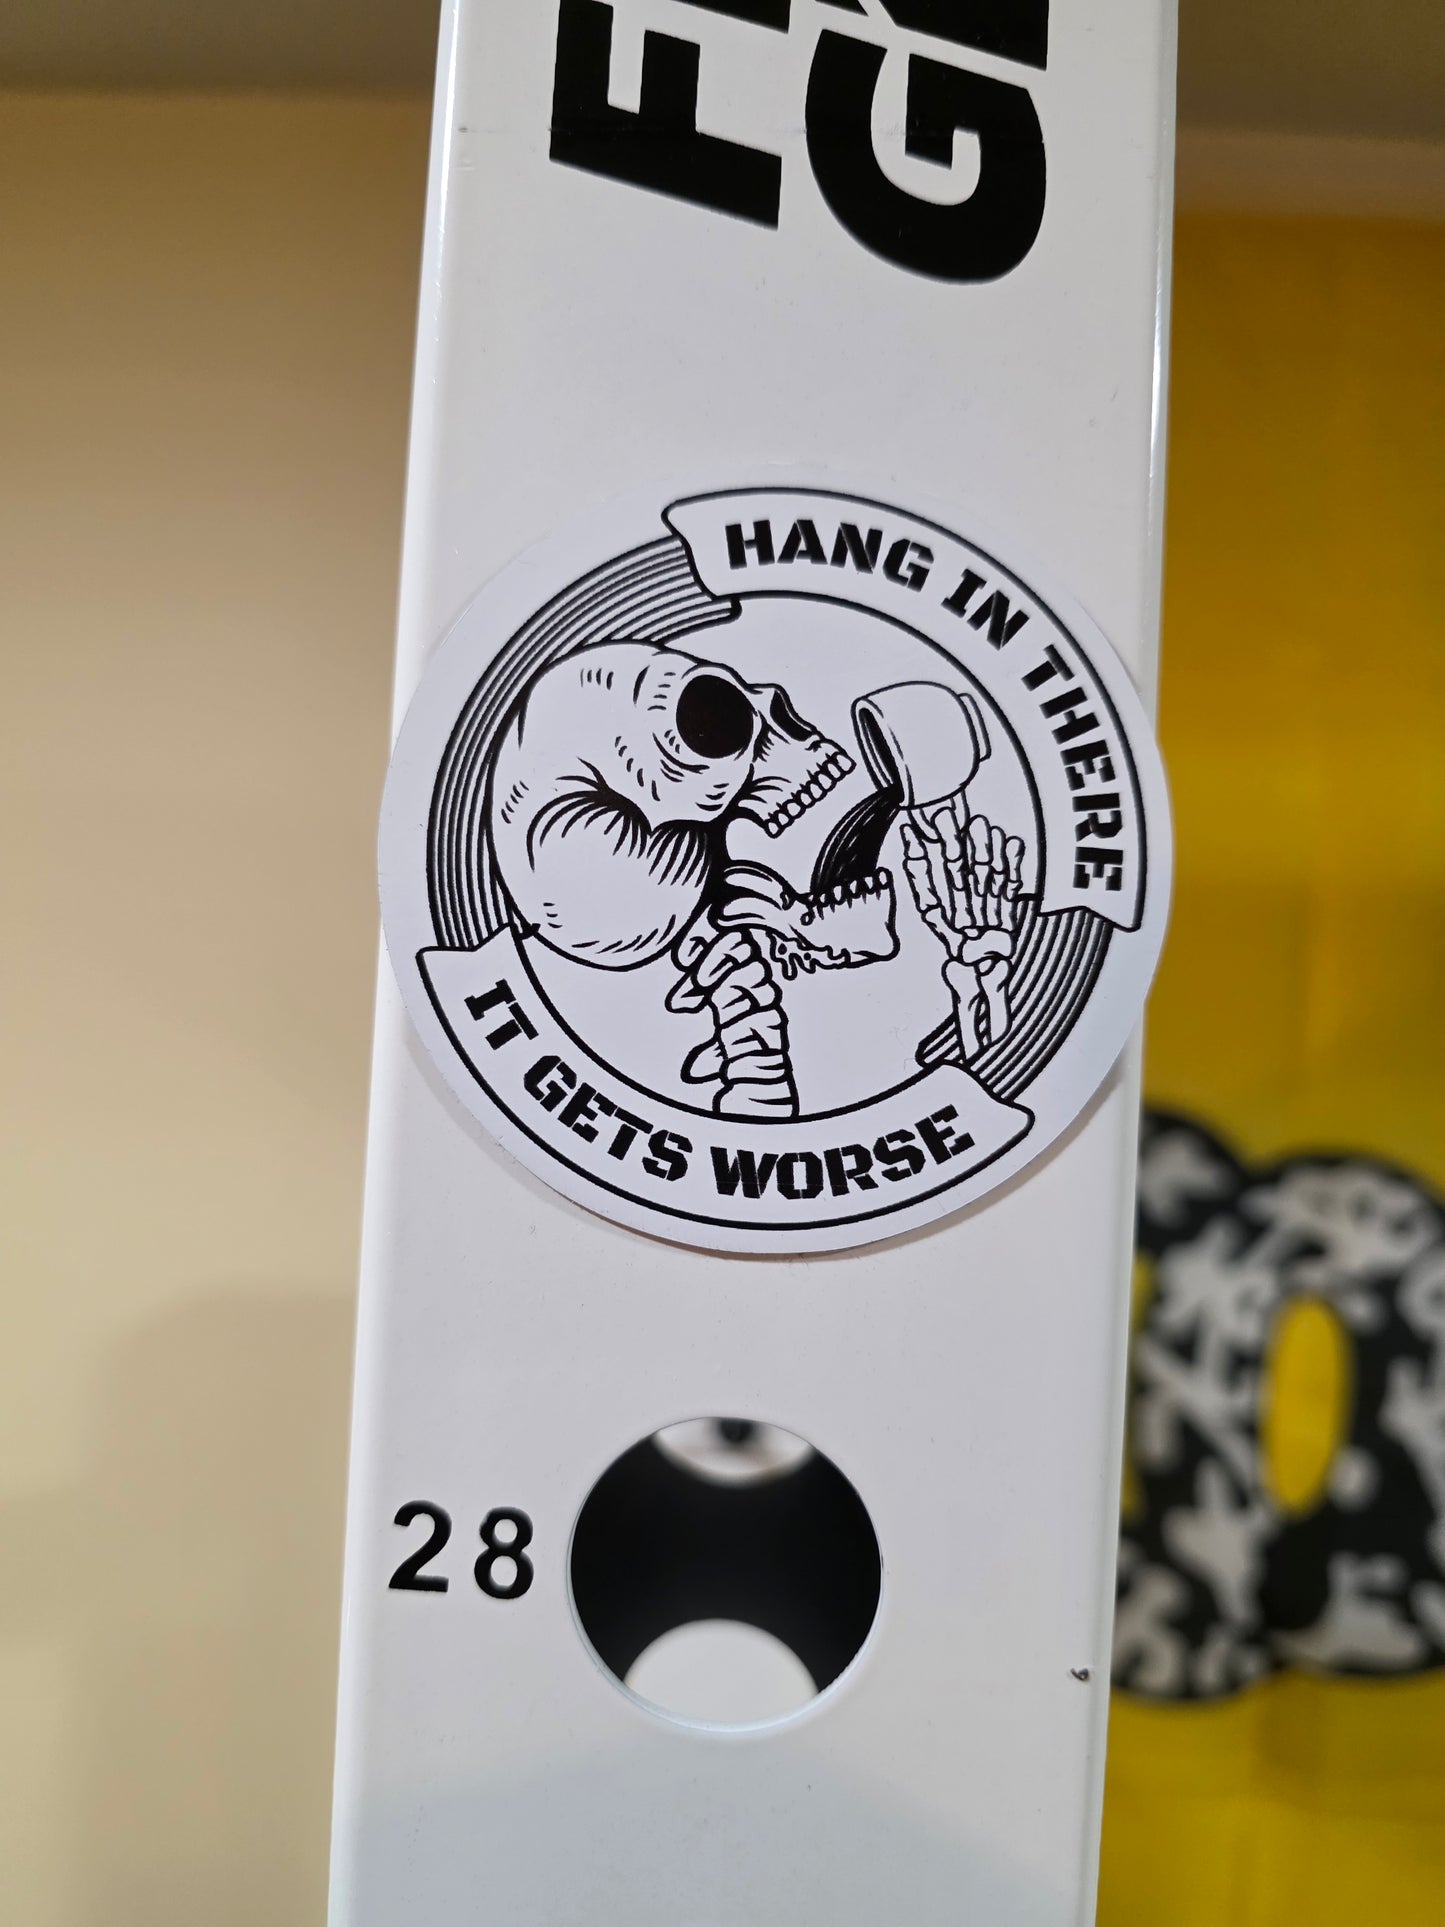 HANG IN THERE
IT GETS WORSE
28